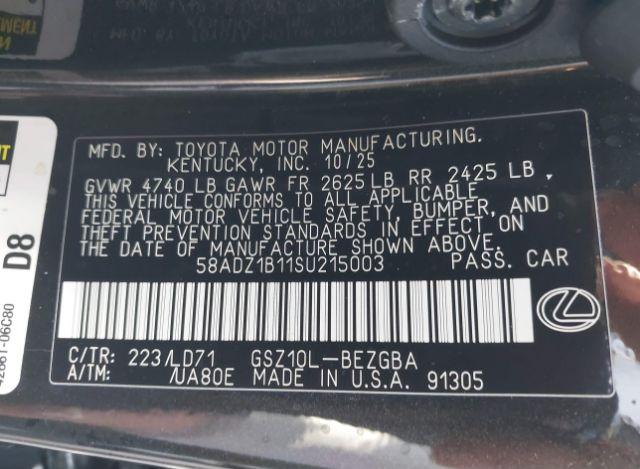 MFD. BY: TOYOTA MOTOR MANUFACTURING.
KENTUCKY, INC. 10/25
GVWR 4740 LB GAWR FR 2625 LB RR 2425 LB,
THIS VEHICLE CONFORMS TO ALL APPLICABLE
FEDERAL MOTOR VEHICLE SAFETY, BUMPER, AND
THEFT PREVENTION STANDARDS IN EFFECT ON
THE DATE OF MANUFACTURE SHOWN ABOVE.
58ADZ1B11SU215003 PASS. CAR
C/TR: 223/LD71 GSZ10L-BEZGBA
A/TM: /UA80E MADE IN U.S.A. 91305
D8
42661-06C80